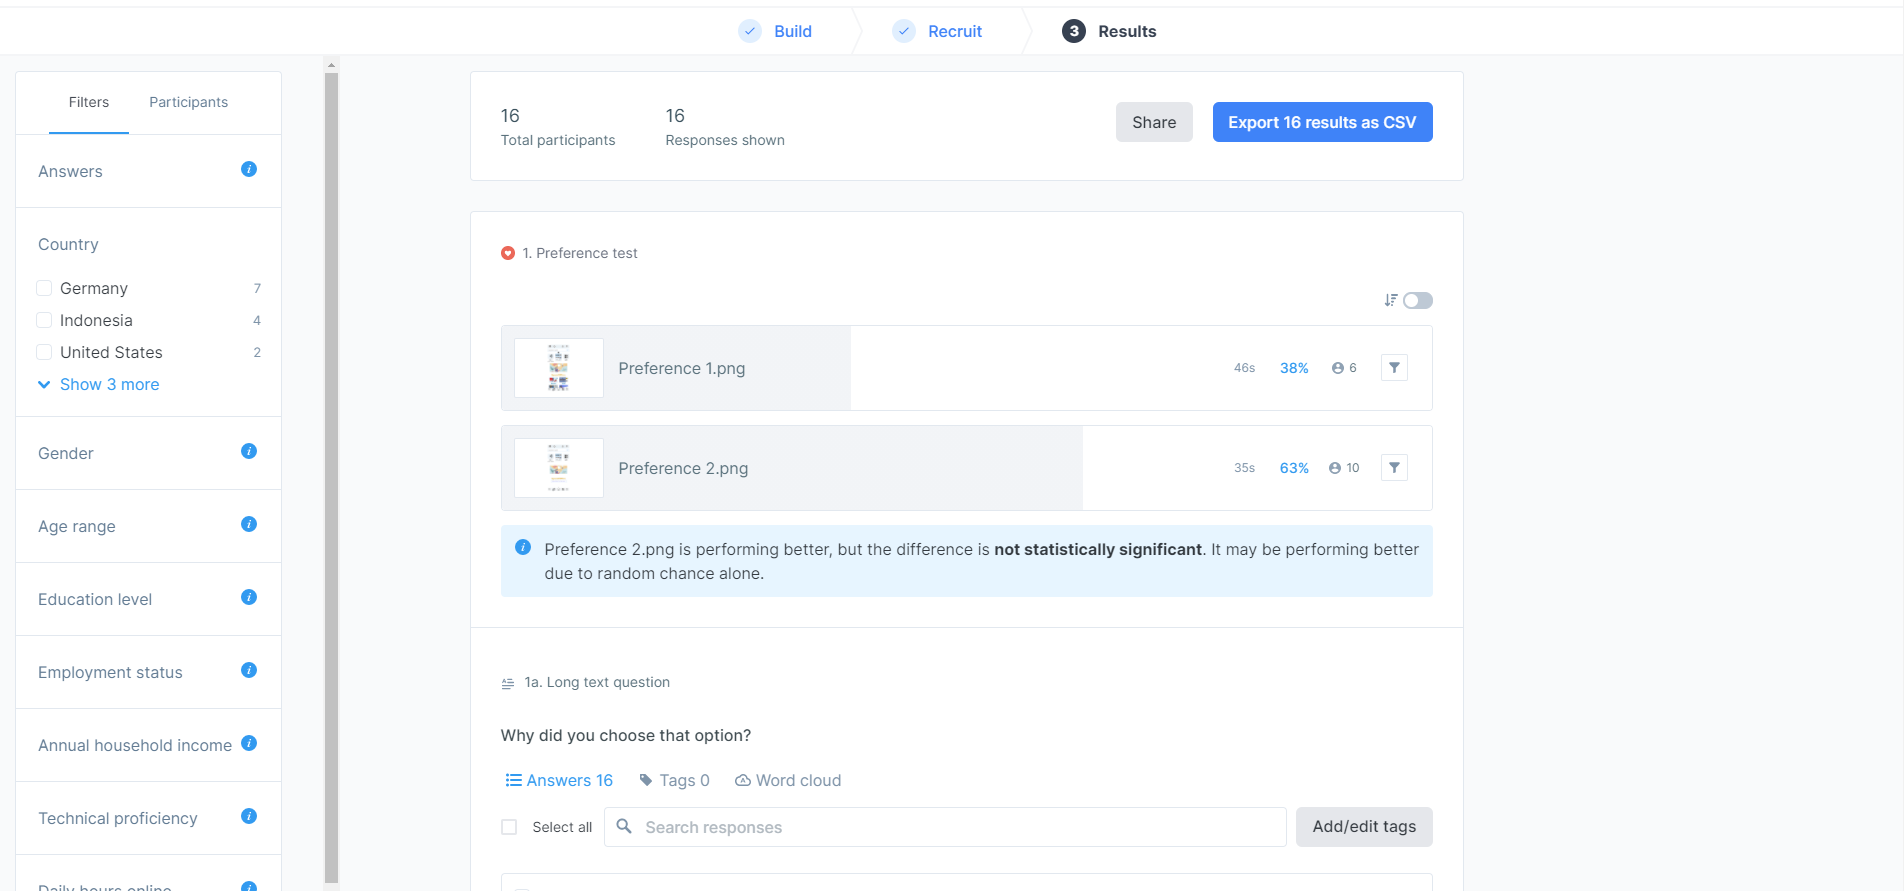 Build
Recruit
3 Results
Filters
Participants
Answers
Country
Germany 7
Indonesia 4
United States 2
Show 3 more
Gender
Age range
Education level
Employment status
Annual household income
Technical proficiency
Daily hours online
16
Total participants
16
Responses shown
Share
Export 16 results as CSV
1. Preference test
Preference 1.png
46s 38% 6
Preference 2.png
35s 63% 10
Preference 2.png is performing better, but the difference is not statistically significant. It may be performing better
due to random chance alone.
1a. Long text question
Why did you choose that option?
Answers 16 Tags 0 Word cloud
Select all
Search responses
Add/edit tags